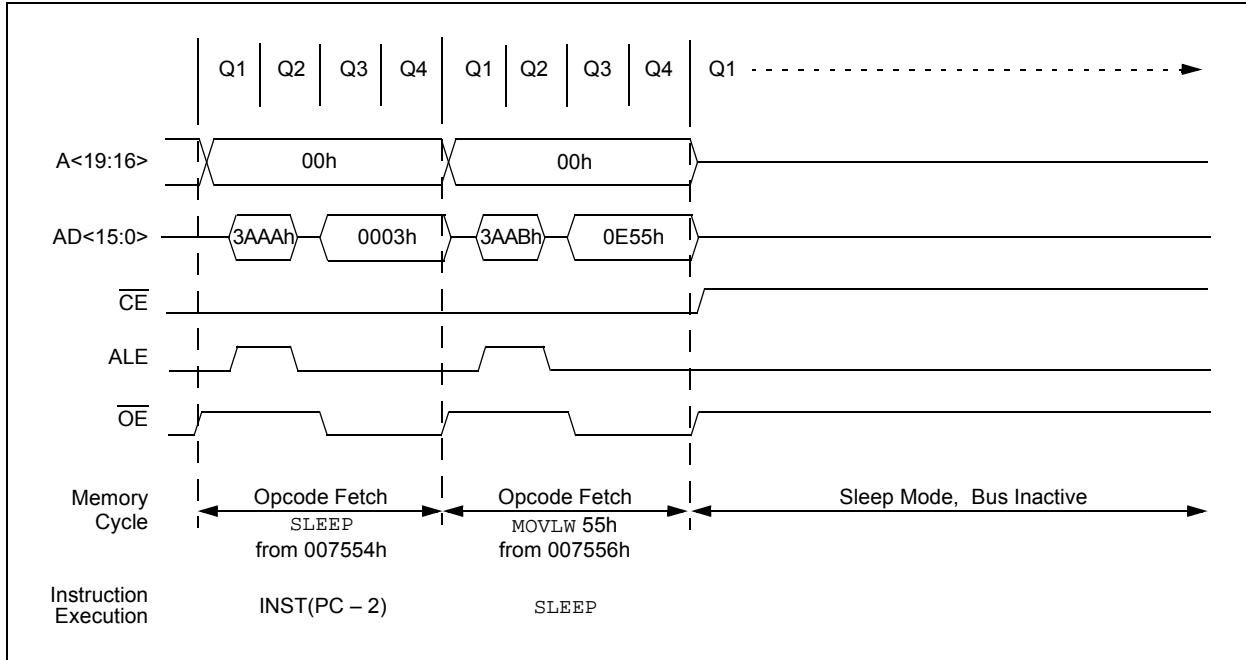 Q1 Q2 Q3 Q4 Q1 Q2 Q3 Q4 Q1
A<19:16> 00h 00h
AD<15:0> 3AAAh 0003h 3AABh 0E55h
CE
ALE
OE
Memory Cycle
Opcode Fetch
SLEEP
from 007554h
Opcode Fetch
MOVLW 55h
from 007556h
Sleep Mode, Bus Inactive
Instruction Execution
INST(PC – 2) SLEEP